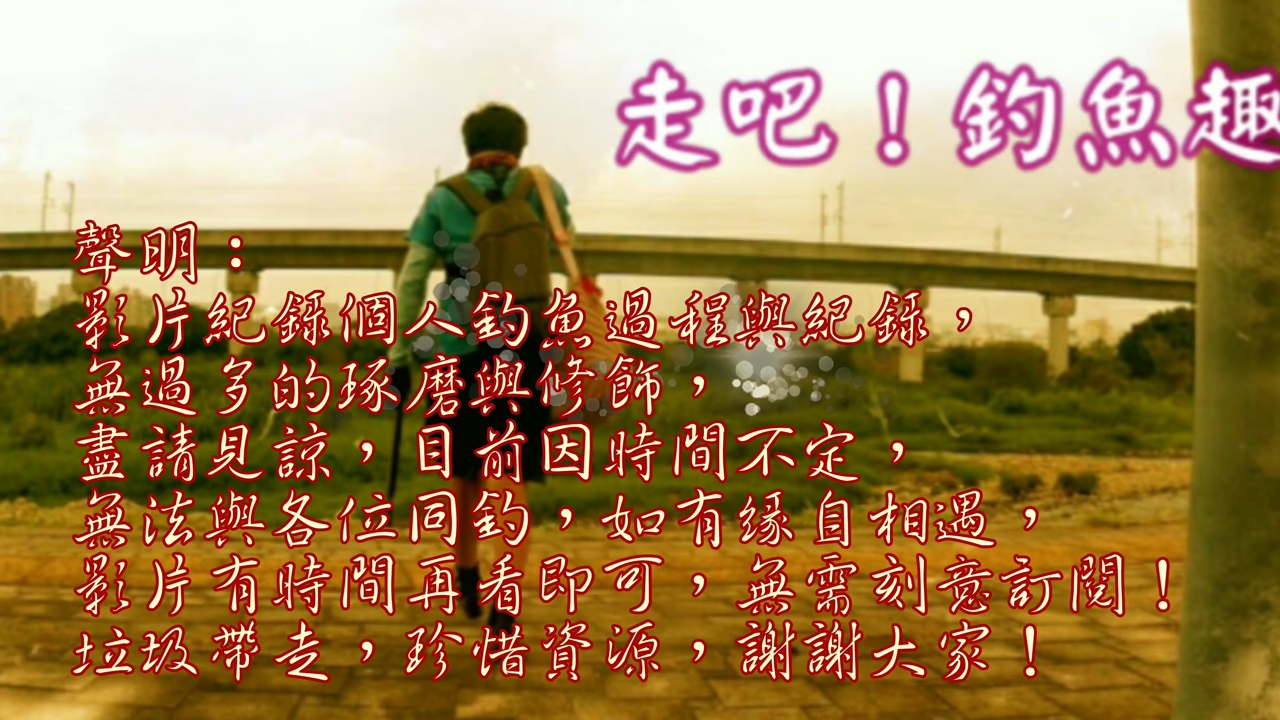 走吧！釣魚趣
聲明：
影片紀錄個人釣魚過程與紀錄，
無過多的琢磨與修飾，
盡請見諒，目前因時間不定，
無法與各位同釣，如有緣自相遇，
影片有時間再看即可，無需刻意訂閱！
垃圾帶走，珍惜資源，謝謝大家！